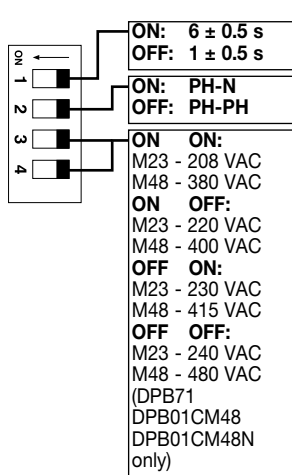 ON
1
2
3
4
ON: 6 ± 0.5 s
OFF: 1 ± 0.5 s
ON: PH-N
OFF: PH-PH
ON ON:
M23 - 208 VAC
M48 - 380 VAC
ON OFF:
M23 - 220 VAC
M48 - 400 VAC
OFF ON:
M23 - 230 VAC
M48 - 415 VAC
OFF OFF:
M23 - 240 VAC
M48 - 480 VAC
(DPB71
DPB01CM48
DPB01CM48N
only)